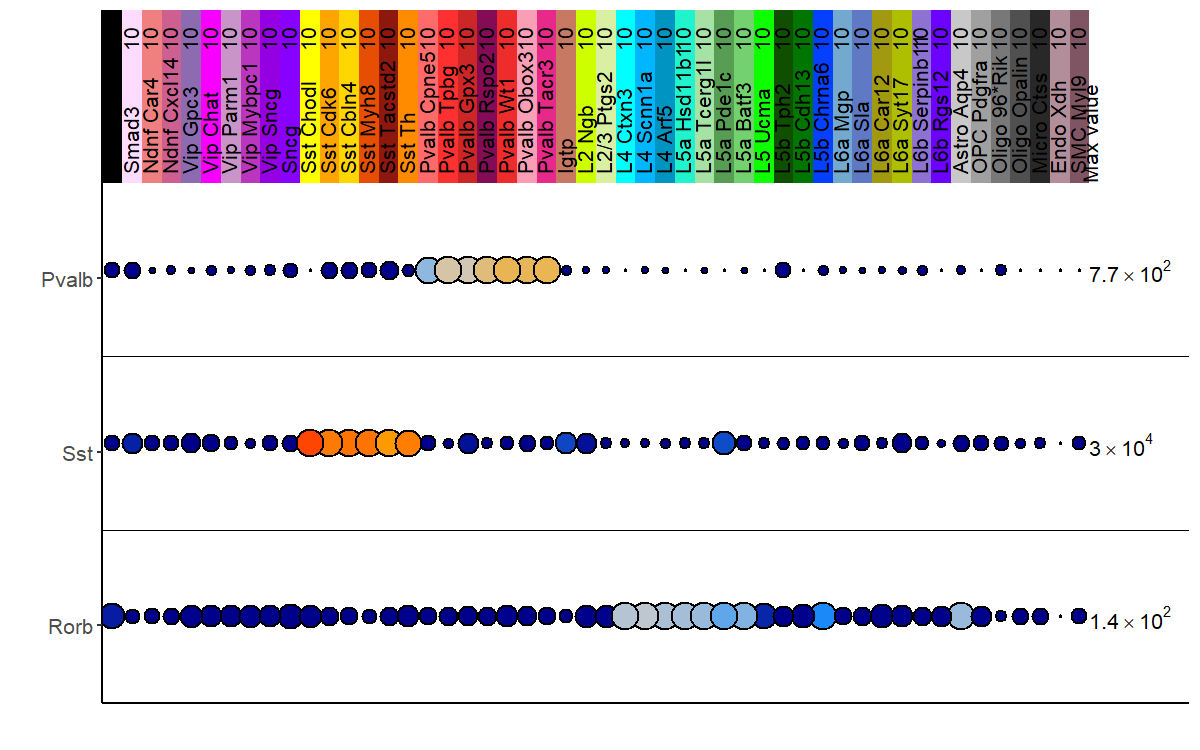 Smad3 10
Ndnf Car4 10
Ndnf Cxcl14 10
Vip Gpc3 10
Vip Chat 10
Vip Parm1 10
Vip Mybpc1 10
Vip Sncg 10
Sncg 10
Sst Chodl 10
Sst Cdk6 10
Sst Cbln4 10
Sst Myh8 10
Sst Tacstd2 10
Sst Th 10
Pvalb Cpne5 10
Pvalb Tpbg 10
Pvalb Gpx3 10
Pvalb Rspo2 10
Pvalb Wt1 10
Pvalb Obox3 10
Pvalb Tacr3 10
Igtp 10
L2 Ngb 10
L2/3 Ptgs2 10
L4 Ctxn3 10
L4 Scnn1a 10
L4 Arf5 10
L5a Hsd11b1 10
L5a Tcerg1l 10
L5a Pde1c 10
L5a Batf3 10
L5 Ucma 10
L5b Tph2 10
L5b Cdh13 10
L5b Chrna6 10
L6a Mgp 10
L6a Sla 10
L6a Car12 10
L6a Syt17 10
L6b Serpinb11 10
L6b Rgs12 10
Astro Aqp4 10
OPC Pdgfra 10
Oligo 96*Rik 10
Oligo Opalin 10
Micro Ctss 10
Endo Xdh 10
SMC Myl9 10
Max value
Pvalb 7.7 × 10²
Sst 3 × 10⁴
Rorb 1.4 × 10²